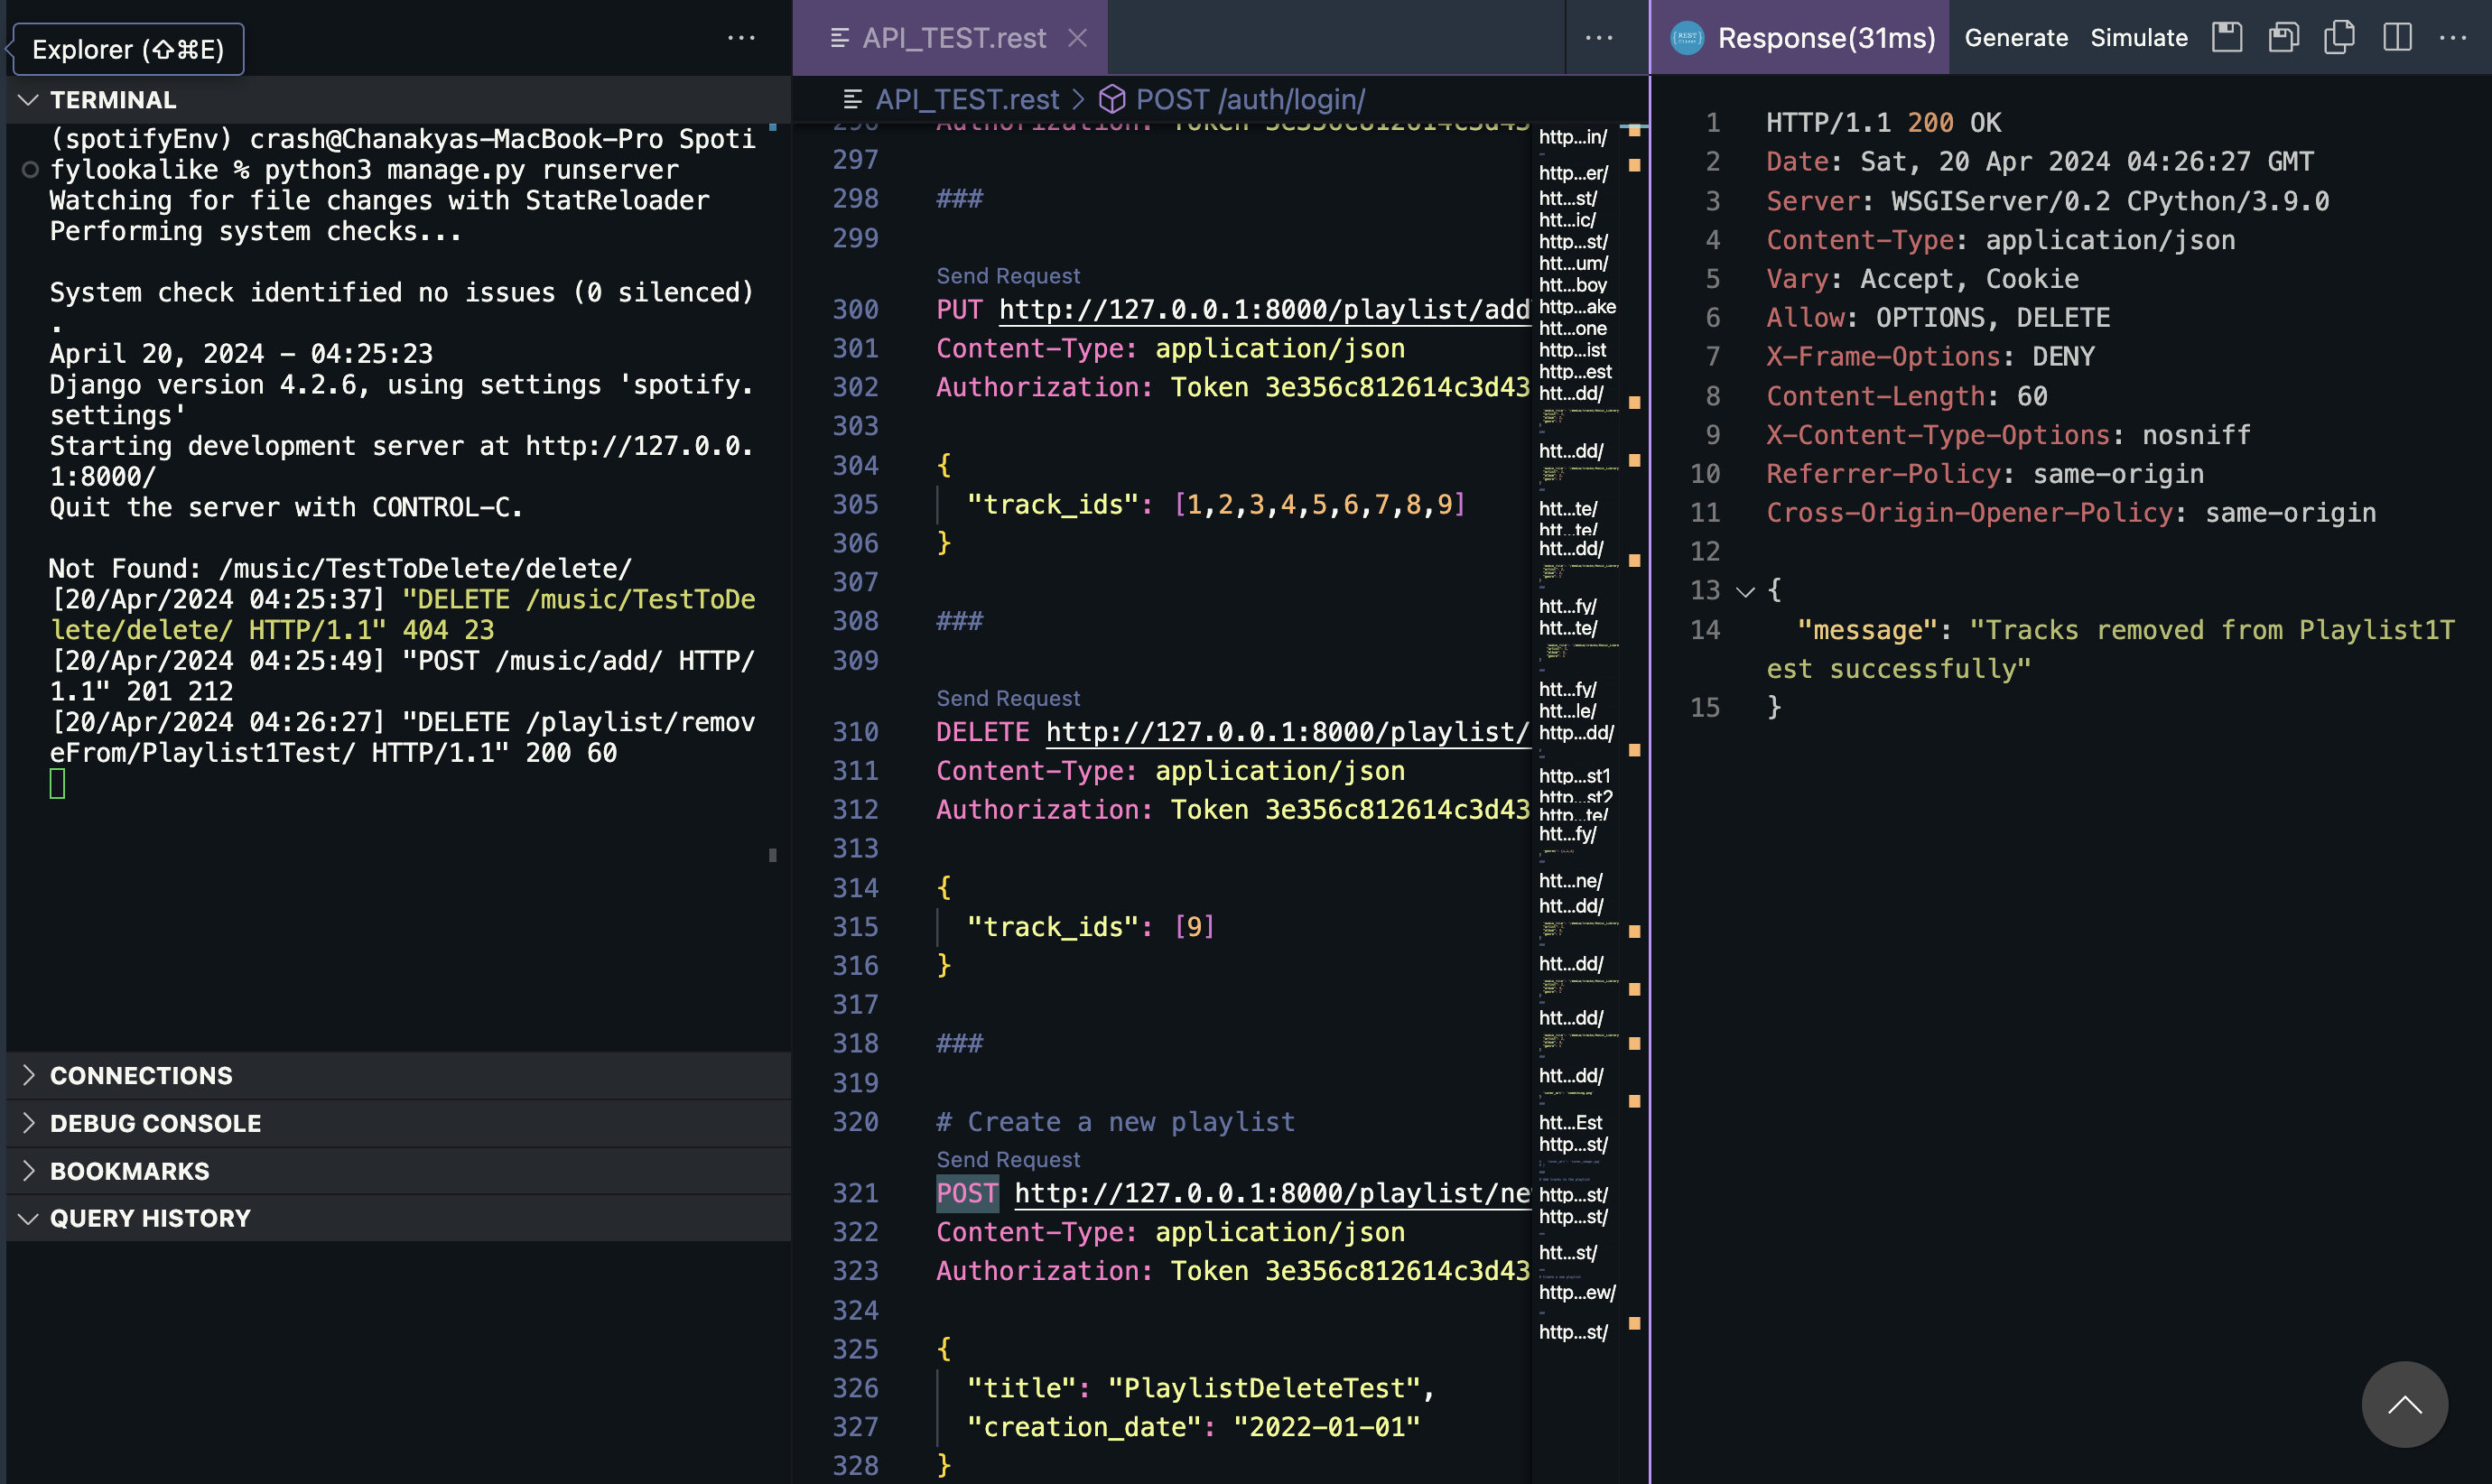 Explorer (⇧⌘E)
TERMINAL
(spotifyEnv) crash@Chanakyas-MacBook-Pro Spoti
fylookalike % python3 manage.py runserver
Watching for file changes with StatReloader
Performing system checks...
System check identified no issues (0 silenced)
.
April 20, 2024 - 04:25:23
Django version 4.2.6, using settings 'spotify.
settings'
Starting development server at http://127.0.0.
1:8000/
Quit the server with CONTROL-C.
Not Found: /music/TestToDelete/delete/
[20/Apr/2024 04:25:37] "DELETE /music/TestToDe
lete/delete/ HTTP/1.1" 404 23
[20/Apr/2024 04:25:49] "POST /music/add/ HTTP/
1.1" 201 212
[20/Apr/2024 04:26:27] "DELETE /playlist/remov
eFrom/Playlist1Test/ HTTP/1.1" 200 60
CONNECTIONS
DEBUG CONSOLE
BOOKMARKS
QUERY HISTORY
API_TEST.rest
API_TEST.rest > POST /auth/login/
296 Authorization: Token 3e356c812614c3d43
297
298 ###
299
Send Request
300 PUT http://127.0.0.1:8000/playlist/add
301 Content-Type: application/json
302 Authorization: Token 3e356c812614c3d43
303
304 {
305 "track_ids": [1,2,3,4,5,6,7,8,9]
306 }
307
308 ###
309
Send Request
310 DELETE http://127.0.0.1:8000/playlist/
311 Content-Type: application/json
312 Authorization: Token 3e356c812614c3d43
313
314 {
315 "track_ids": [9]
316 }
317
318 ###
319
320 # Create a new playlist
Send Request
321 POST http://127.0.0.1:8000/playlist/ne
322 Content-Type: application/json
323 Authorization: Token 3e356c812614c3d43
324
325 {
326 "title": "PlaylistDeleteTest",
327 "creation_date": "2022-01-01"
328 }
http...in/
http...er/
htt...st/
htt...ic/
http...st/
htt...um/
htt...boy
http...ake
htt...one
http...ist
http...est
htt...dd/
htt...dd/
htt...te/
htt...te/
htt...dd/
htt...fy/
htt...te/
htt...fy/
htt...le/
http...dd/
http...st1
http...st2
http...te/
htt...fy/
htt...ne/
htt...dd/
htt...dd/
htt...dd/
htt...dd/
htt...Est
http...st/
http...st/
http...st/
htt...st/
http...ew/
http...st/
Response(31ms)
Generate
Simulate
1 HTTP/1.1 200 OK
2 Date: Sat, 20 Apr 2024 04:26:27 GMT
3 Server: WSGIServer/0.2 CPython/3.9.0
4 Content-Type: application/json
5 Vary: Accept, Cookie
6 Allow: OPTIONS, DELETE
7 X-Frame-Options: DENY
8 Content-Length: 60
9 X-Content-Type-Options: nosniff
10 Referrer-Policy: same-origin
11 Cross-Origin-Opener-Policy: same-origin
12
13 {
14 "message": "Tracks removed from Playlist1T
est successfully"
15 }